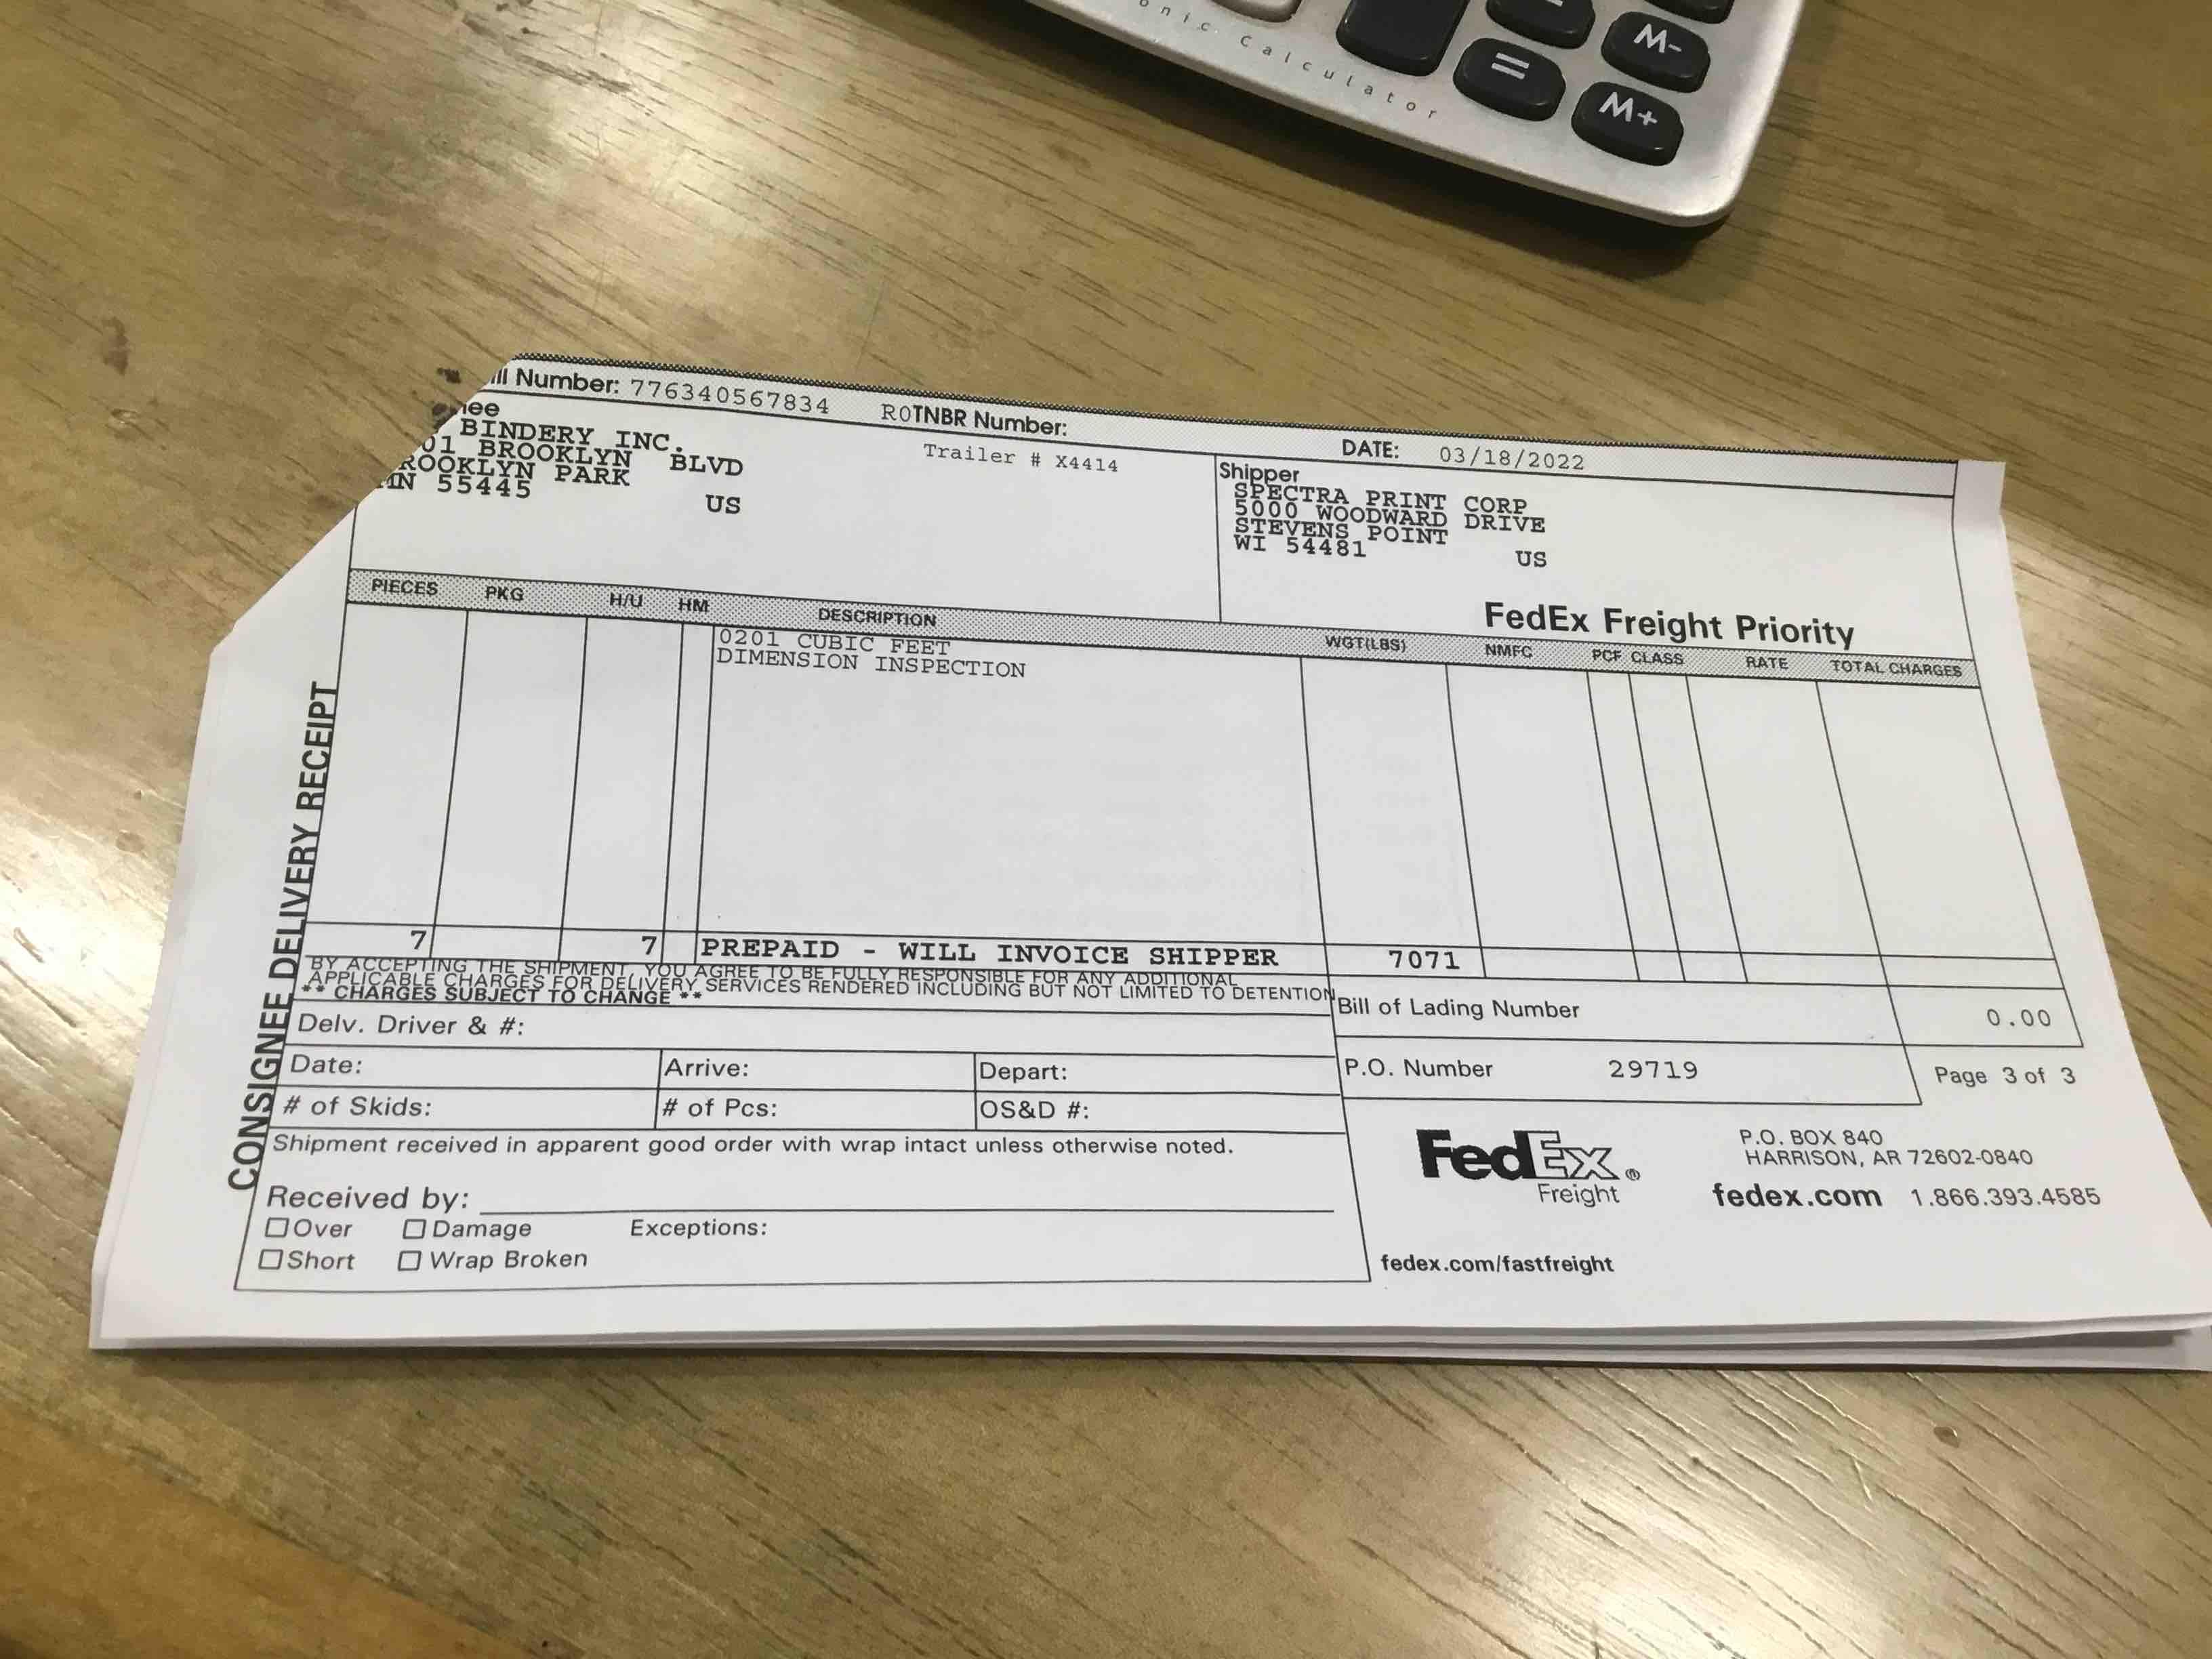 onic Calculator
=
M-
M+
ill Number: 776340567834 R0TNBR Number: DATE: 03/18/2022
nee
BINDERY INC.
01 BROOKLYN BLVD
ROOKLYN PARK
MN 55445 US
Trailer # X4414
Shipper
SPECTRA PRINT CORP
5000 WOODWARD DRIVE
STEVENS POINT
WI 54481 US
FedEx Freight Priority
PIECES PKG H/U HM DESCRIPTION WGT(LBS) NMFC PCF CLASS RATE TOTAL CHARGES
0201 CUBIC FEET
DIMENSION INSPECTION
7 7 PREPAID - WILL INVOICE SHIPPER 7071
BY ACCEPTING THE SHIPMENT, YOU AGREE TO BE FULLY RESPONSIBLE FOR ANY ADDITIONAL
APPLICABLE CHARGES FOR DELIVERY SERVICES RENDERED INCLUDING BUT NOT LIMITED TO DETENTION
** CHARGES SUBJECT TO CHANGE **
Delv. Driver & #:
Date: Arrive: Depart:
# of Skids: # of Pcs: OS&D #:
Shipment received in apparent good order with wrap intact unless otherwise noted.
Received by:
Over Damage Exceptions:
Short Wrap Broken
CONSIGNEE DELIVERY RECEIPT
Bill of Lading Number 0.00
P.O. Number 29719 Page 3 of 3
FedEx®
Freight
P.O. BOX 840
HARRISON, AR 72602-0840
fedex.com 1.866.393.4585
fedex.com/fastfreight